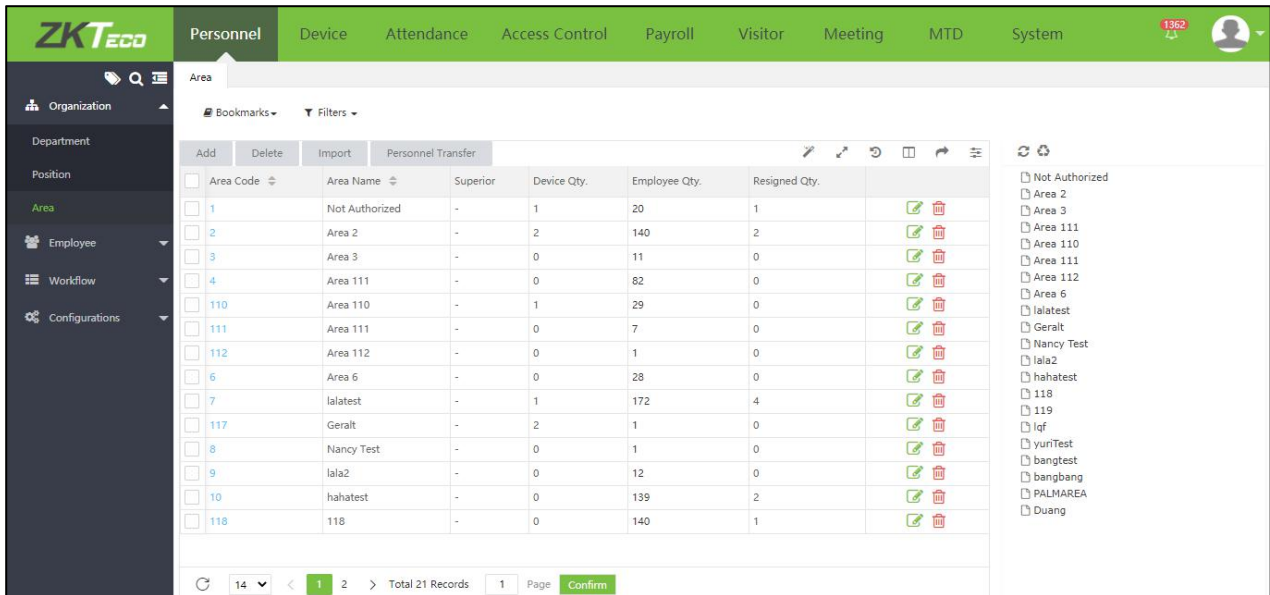 ZKTeco Personnel Device Attendance Access Control Payroll Visitor Meeting MTD System 1362
Area
Organization
Department
Position
Area
Employee
Workflow
Configurations
Bookmarks Filters
Add Delete Import Personnel Transfer
Area Code Area Name Superior Device Qty. Employee Qty. Resigned Qty.
1 Not Authorized - 1 20 1
2 Area 2 - 2 140 2
3 Area 3 - 0 11 0
4 Area 111 - 0 82 0
110 Area 110 - 1 29 0
111 Area 111 - 0 7 0
112 Area 112 - 0 1 0
6 Area 6 - 0 28 0
7 lalatest - 1 172 4
117 Geralt - 2 1 0
8 Nancy Test - 0 1 0
9 lala2 - 0 12 0
10 hahatest - 0 139 2
118 118 - 0 140 1
14 < 1 2 > Total 21 Records 1 Page Confirm
Not Authorized
Area 2
Area 3
Area 111
Area 110
Area 111
Area 112
Area 6
lalatest
Geralt
Nancy Test
lala2
hahatest
118
119
lqf
yuriTest
bangtest
bangbang
PALMAREA
Duang